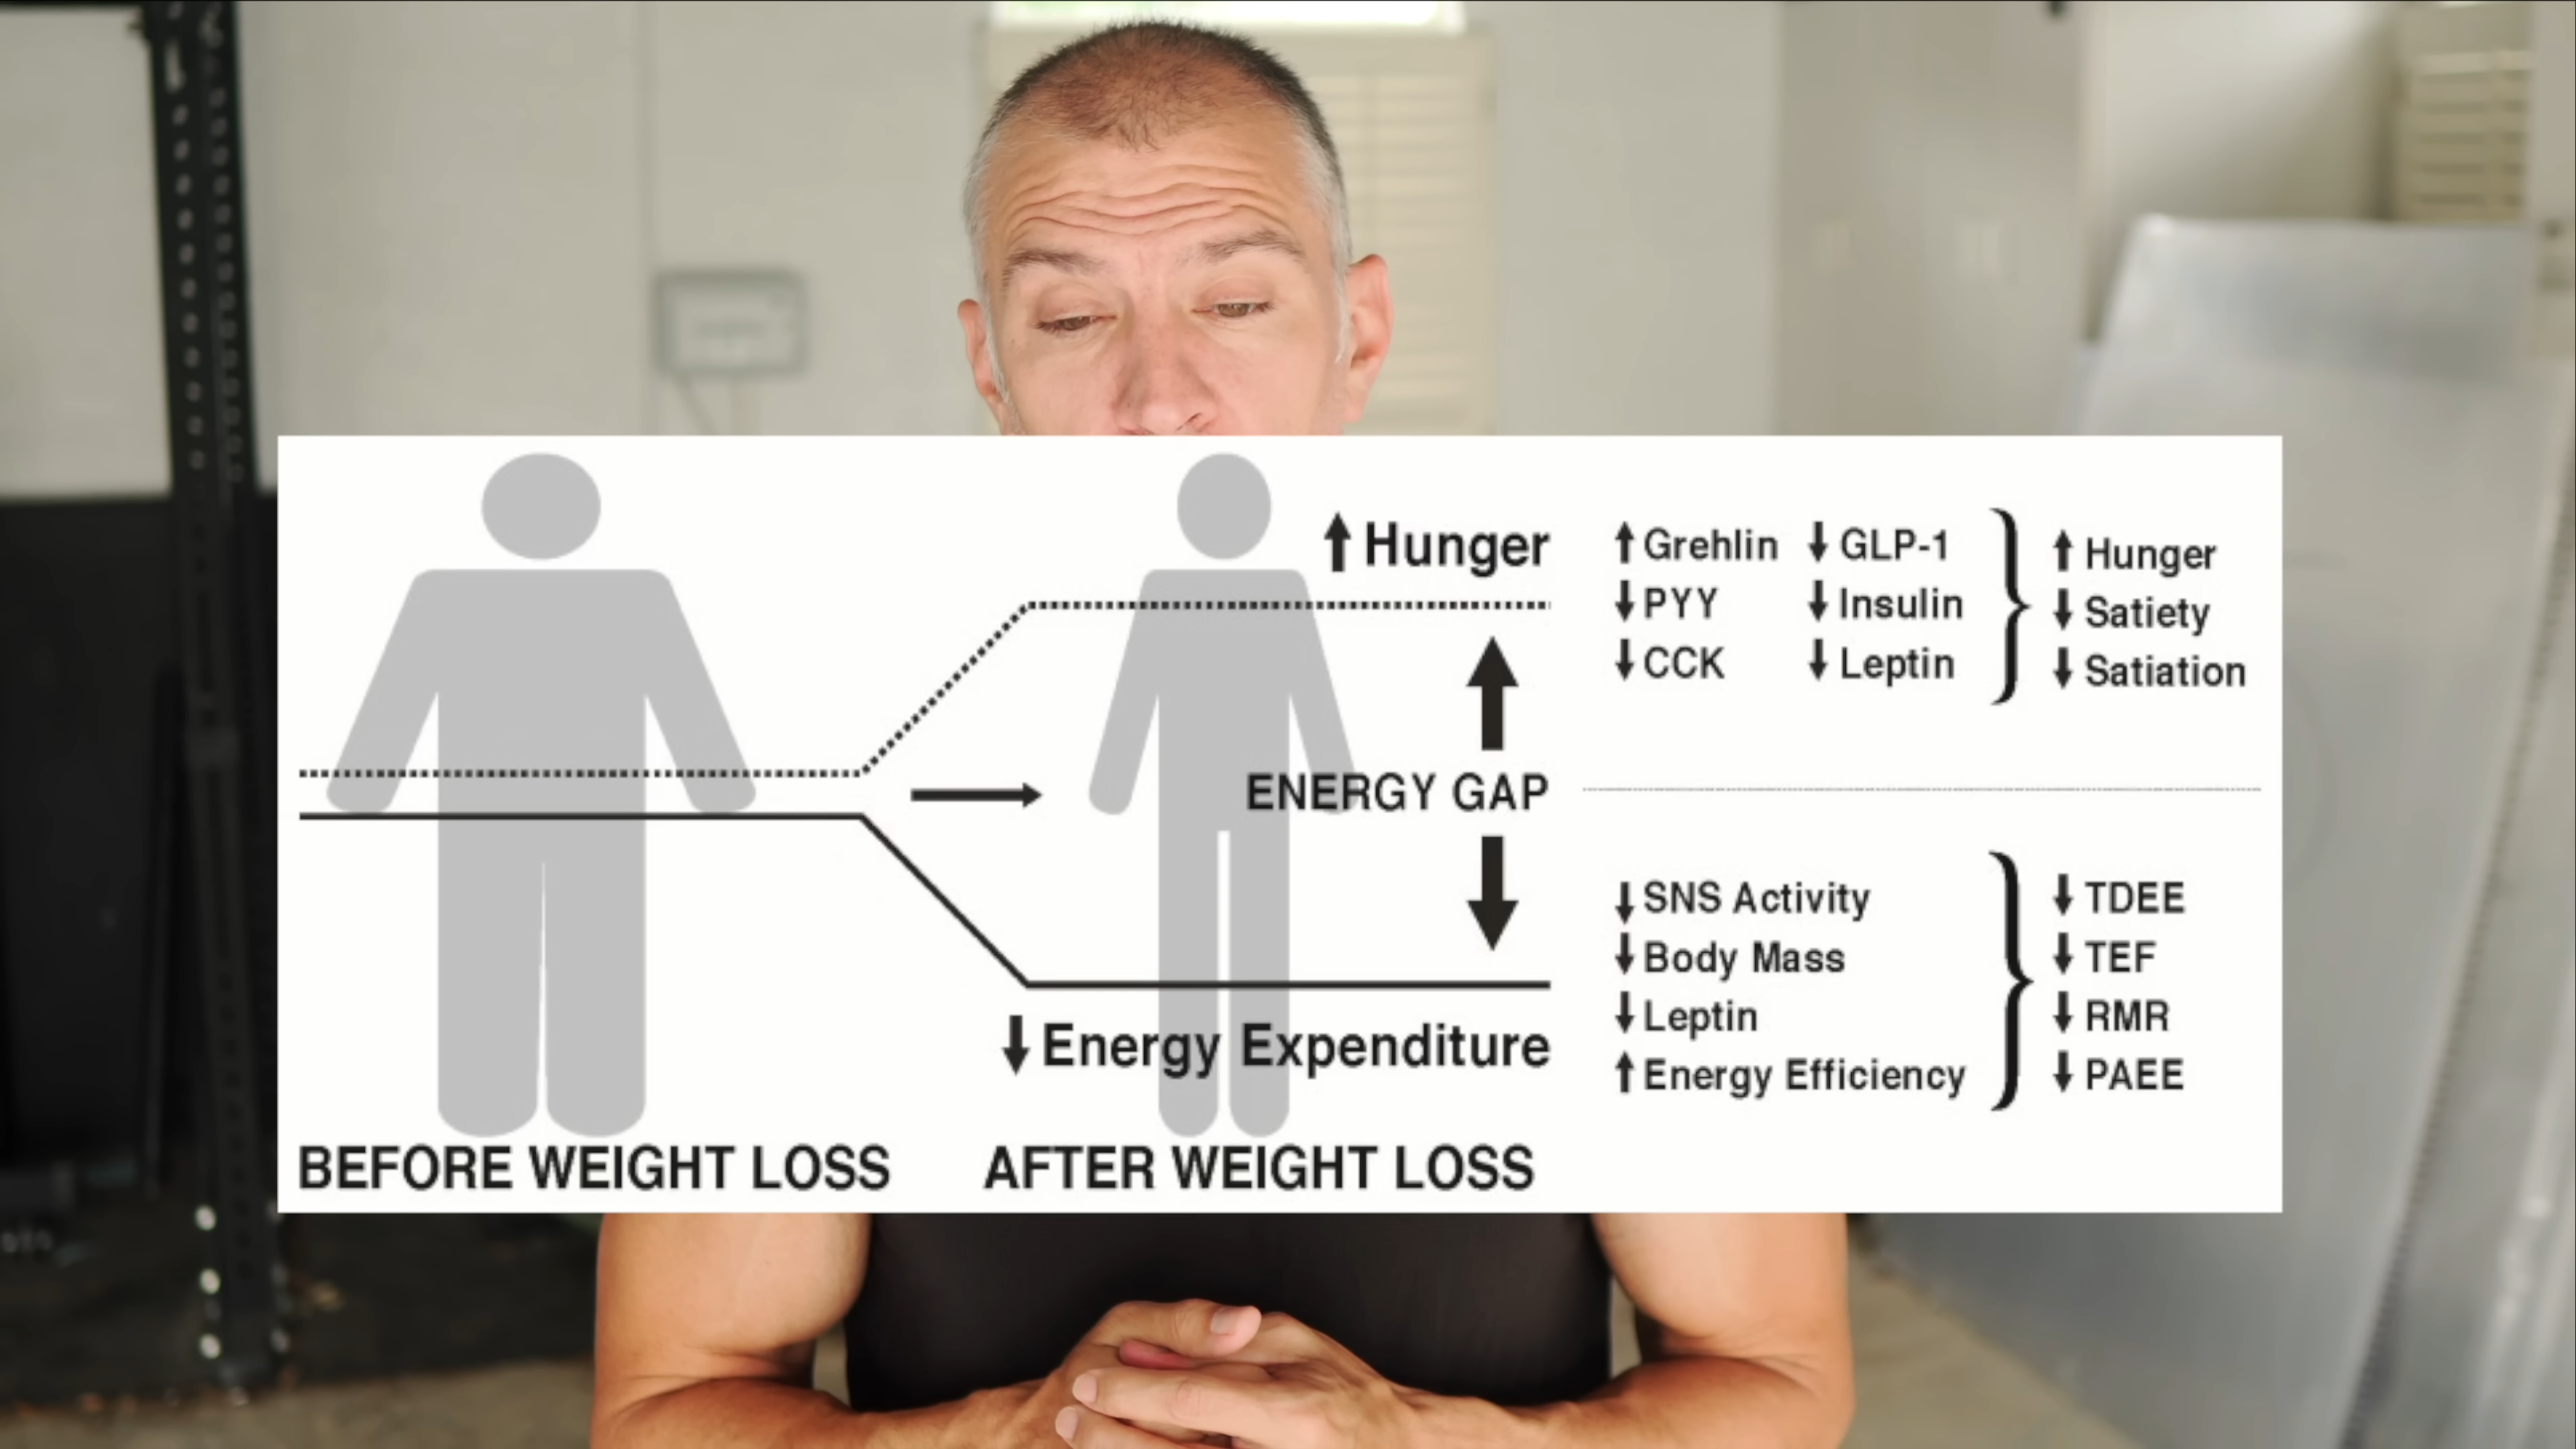 ↑ Hunger
ENERGY GAP
↓ Energy Expenditure
BEFORE WEIGHT LOSS
AFTER WEIGHT LOSS
↑ Grehlin ↓ GLP-1
↓ PYY ↓ Insulin
↓ CCK ↓ Leptin
↑ Hunger
↓ Satiety
↓ Satiation
↓ SNS Activity
↓ Body Mass
↓ Leptin
↑ Energy Efficiency
↓ TDEE
↓ TEF
↓ RMR
↓ PAEE